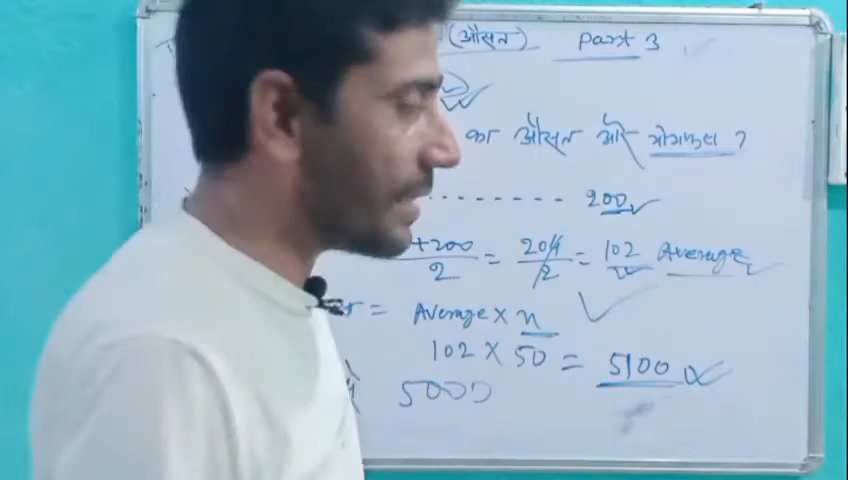 (औसत) Part 3
का औसत और योगफल ?
- - - - - - - - - - 200
+200/2 = 204/2 = 102 Average
= Average × n
102 × 50 = 5100
5000